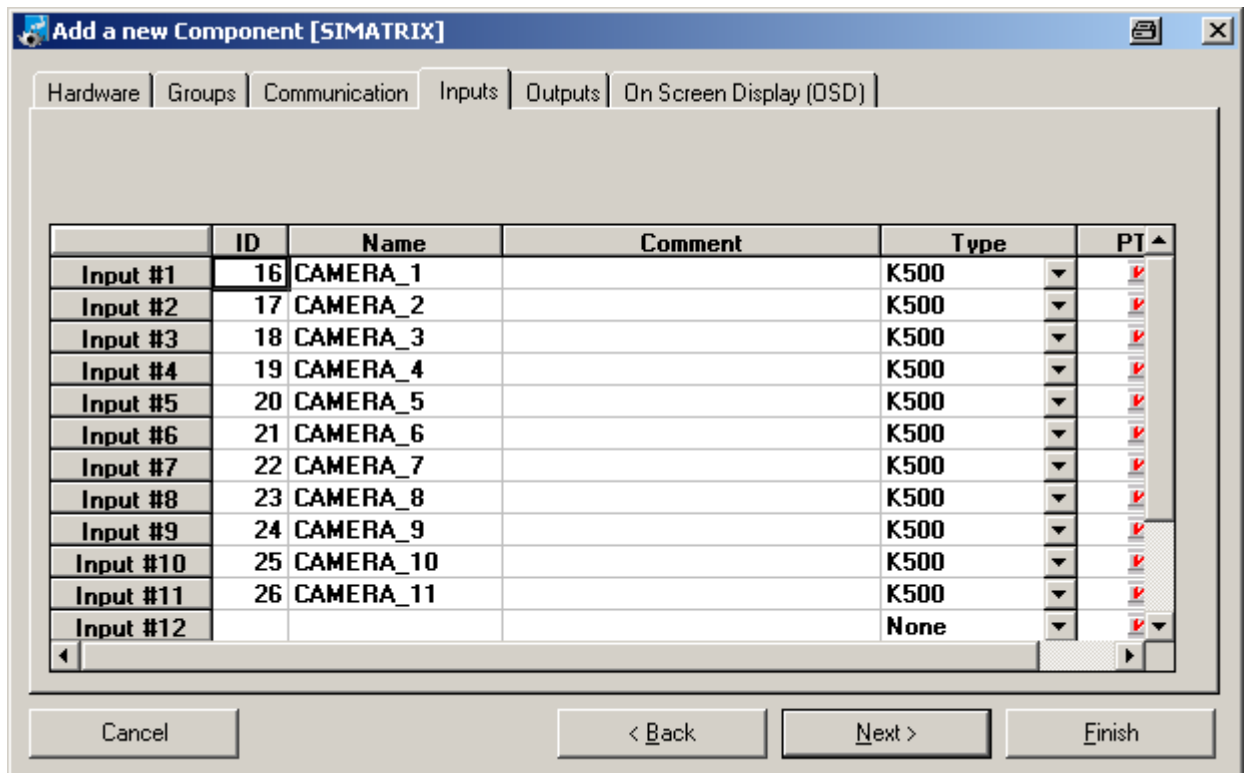 Add a new Component [SIMATRIX]
Hardware Groups Communication Inputs Outputs On Screen Display (OSD)
ID Name Comment Type PT
Input #1 16 CAMERA_1 K500
Input #2 17 CAMERA_2 K500
Input #3 18 CAMERA_3 K500
Input #4 19 CAMERA_4 K500
Input #5 20 CAMERA_5 K500
Input #6 21 CAMERA_6 K500
Input #7 22 CAMERA_7 K500
Input #8 23 CAMERA_8 K500
Input #9 24 CAMERA_9 K500
Input #10 25 CAMERA_10 K500
Input #11 26 CAMERA_11 K500
Input #12 None
Cancel < Back Next > Finish